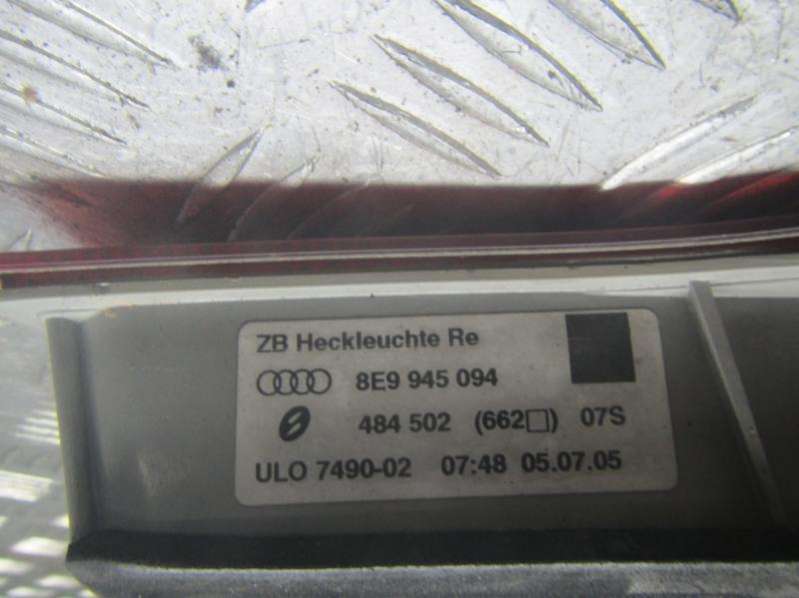 ZB Heckleuchte Re
8E9 945 094
484 502 (662□) 07S
ULO 7490-02 07:48 05.07.05